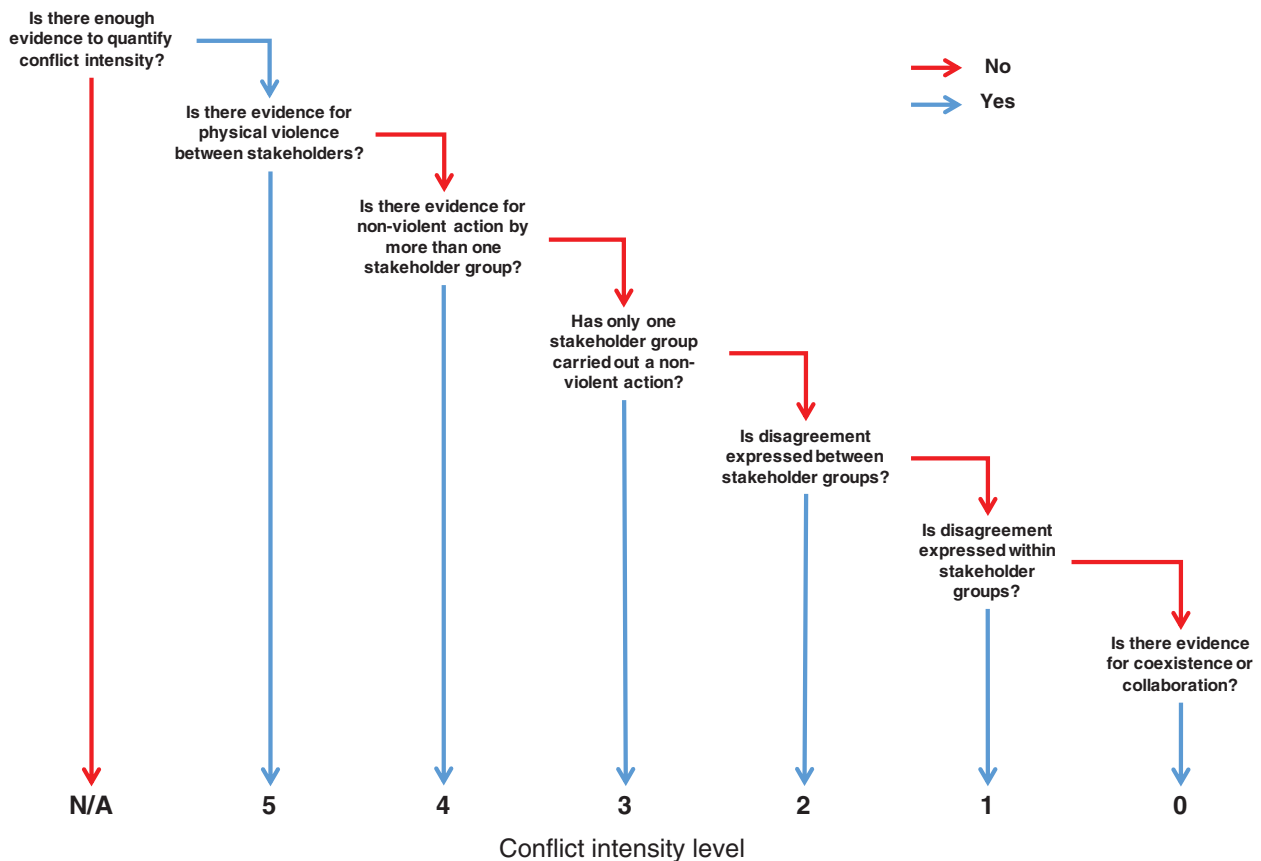 Is there enough
evidence to quantify
conflict intensity?
No
Yes
Is there evidence for
physical violence
between stakeholders?
Is there evidence for
non-violent action by
more than one
stakeholder group?
Has only one
stakeholder group
carried out a non-
violent action?
Is disagreement
expressed between
stakeholder groups?
Is disagreement
expressed within
stakeholder
groups?
Is there evidence
for coexistence or
collaboration?
N/A 5 4 3 2 1 0
Conflict intensity level